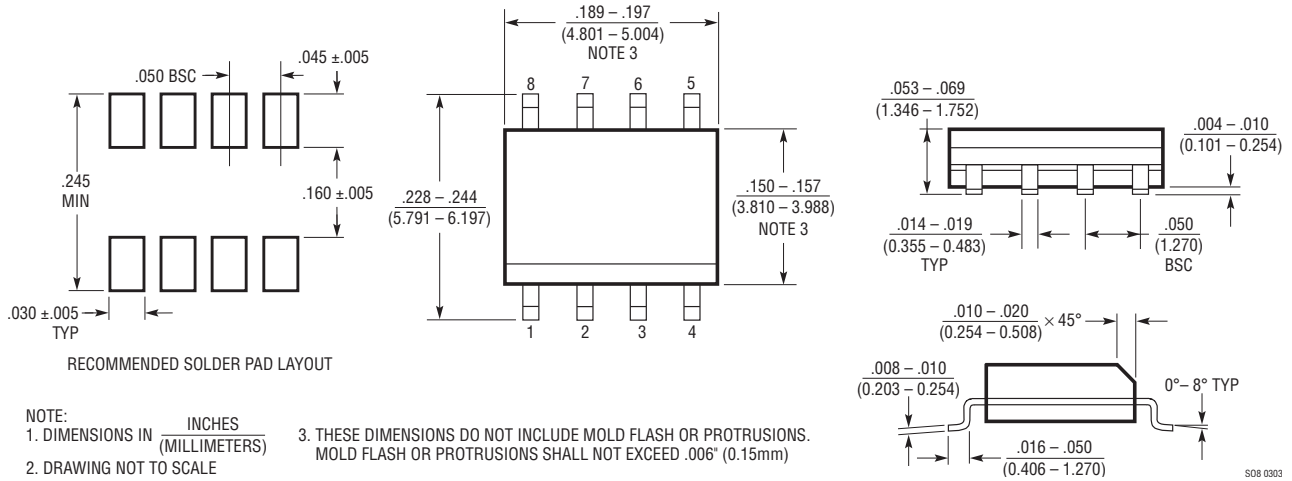 .050 BSC
.045 ±.005
.245
MIN
.160 ±.005
.030 ±.005
TYP
RECOMMENDED SOLDER PAD LAYOUT
.189 – .197
(4.801 – 5.004)
NOTE 3
8 7 6 5
.228 – .244
(5.791 – 6.197)
.150 – .157
(3.810 – 3.988)
NOTE 3
1 2 3 4
.053 – .069
(1.346 – 1.752)
.004 – .010
(0.101 – 0.254)
.014 – .019
(0.355 – 0.483)
TYP
.050
(1.270)
BSC
.010 – .020
(0.254 – 0.508)
× 45°
.008 – .010
(0.203 – 0.254)
0°– 8° TYP
.016 – .050
(0.406 – 1.270)
NOTE:
1. DIMENSIONS IN INCHES
(MILLIMETERS)
2. DRAWING NOT TO SCALE
3. THESE DIMENSIONS DO NOT INCLUDE MOLD FLASH OR PROTRUSIONS.
MOLD FLASH OR PROTRUSIONS SHALL NOT EXCEED .006" (0.15mm)
SO8 0303